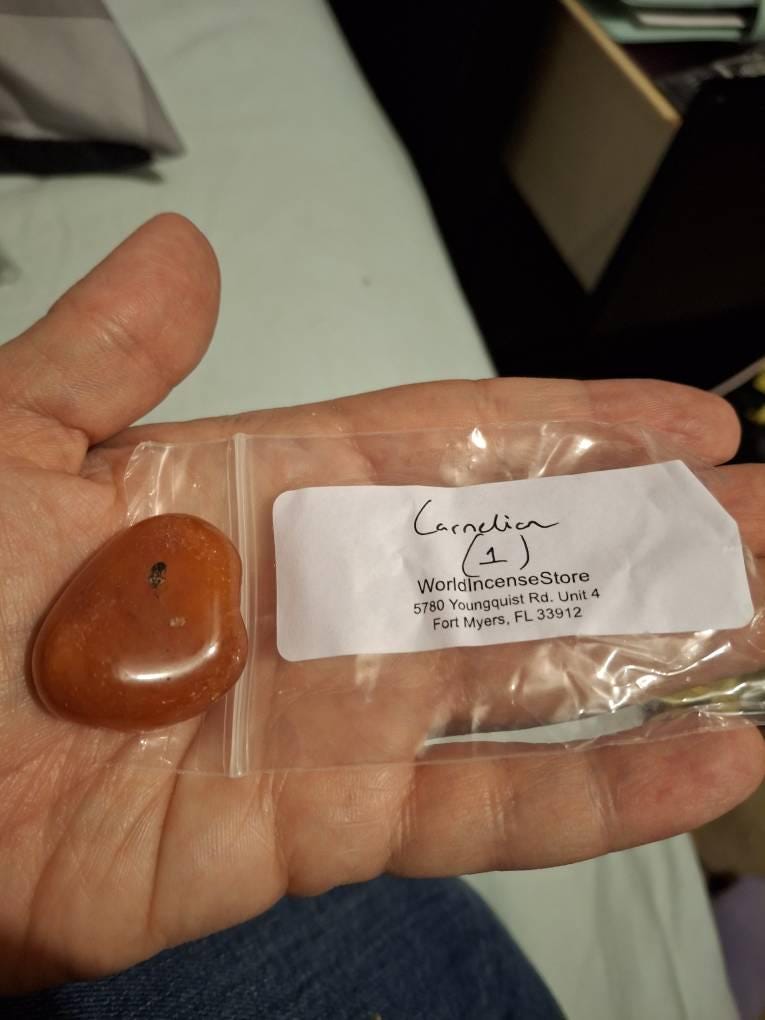 Carnelian
(1)
WorldIncenseStore
5780 Youngquist Rd. Unit 4
Fort Myers, FL 33912